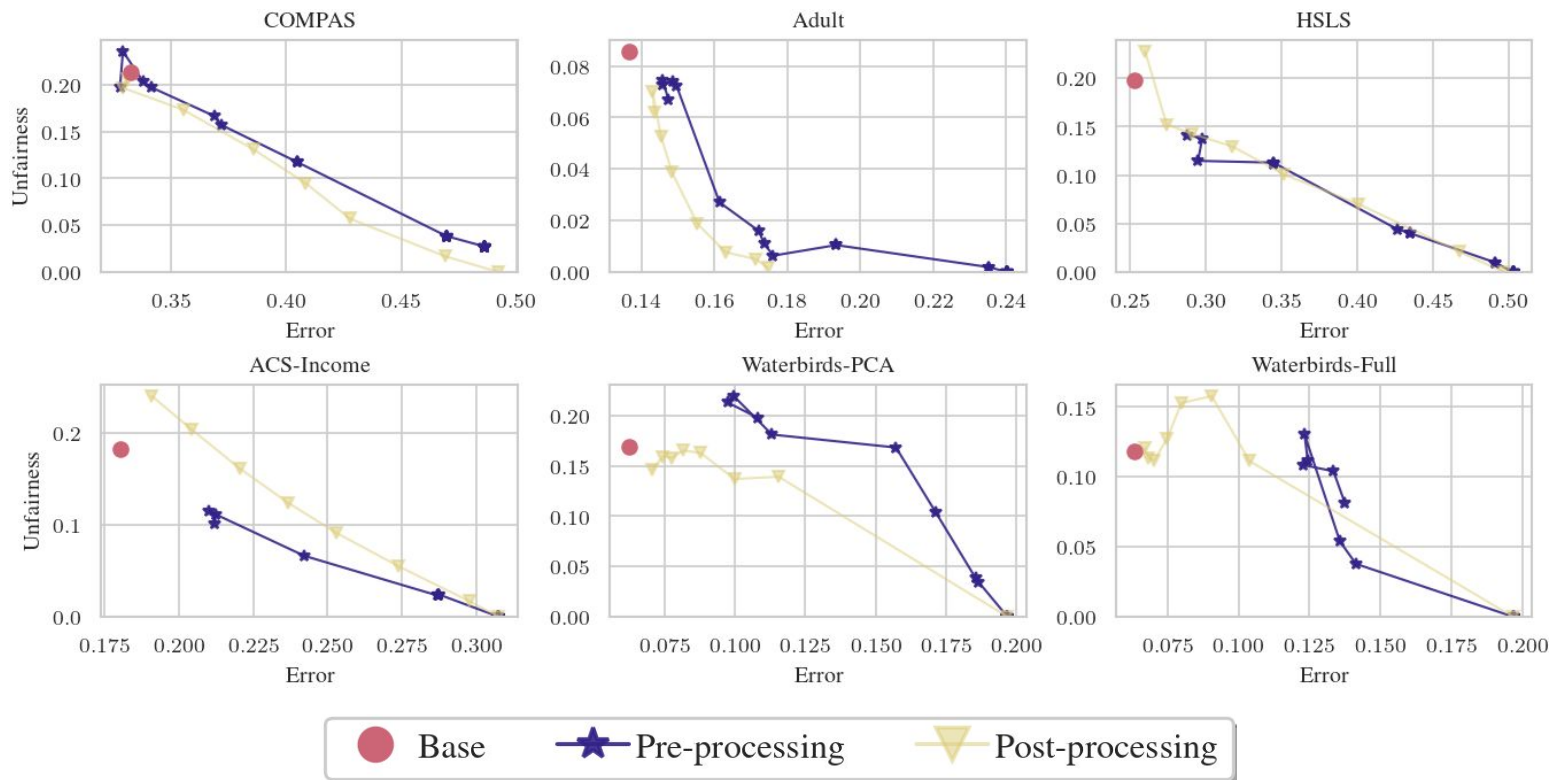 COMPAS
Adult
HSLS
Unfairness
0.20
0.15
0.10
0.05
0.00
0.35 0.40 0.45 0.50
Error
0.08
0.06
0.04
0.02
0.00
0.14 0.16 0.18 0.20 0.22 0.24
Error
0.20
0.15
0.10
0.05
0.00
0.25 0.30 0.35 0.40 0.45 0.50
Error
ACS-Income
Waterbirds-PCA
Waterbirds-Full
Unfairness
0.2
0.1
0.0
0.175 0.200 0.225 0.250 0.275 0.300
Error
0.20
0.15
0.10
0.05
0.00
0.075 0.100 0.125 0.150 0.175 0.200
Error
0.15
0.10
0.05
0.00
0.075 0.100 0.125 0.150 0.175 0.200
Error
Base Pre-processing Post-processing